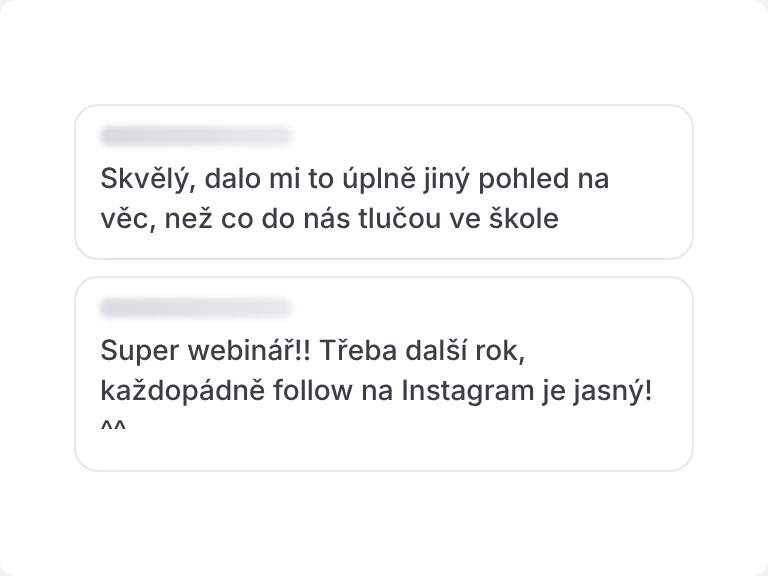 Skvělý, dalo mi to úplně jiný pohled na
věc, než co do nás tlučou ve škole
Super webinář!! Třeba další rok,
každopádně follow na Instagram je jasný!
^^